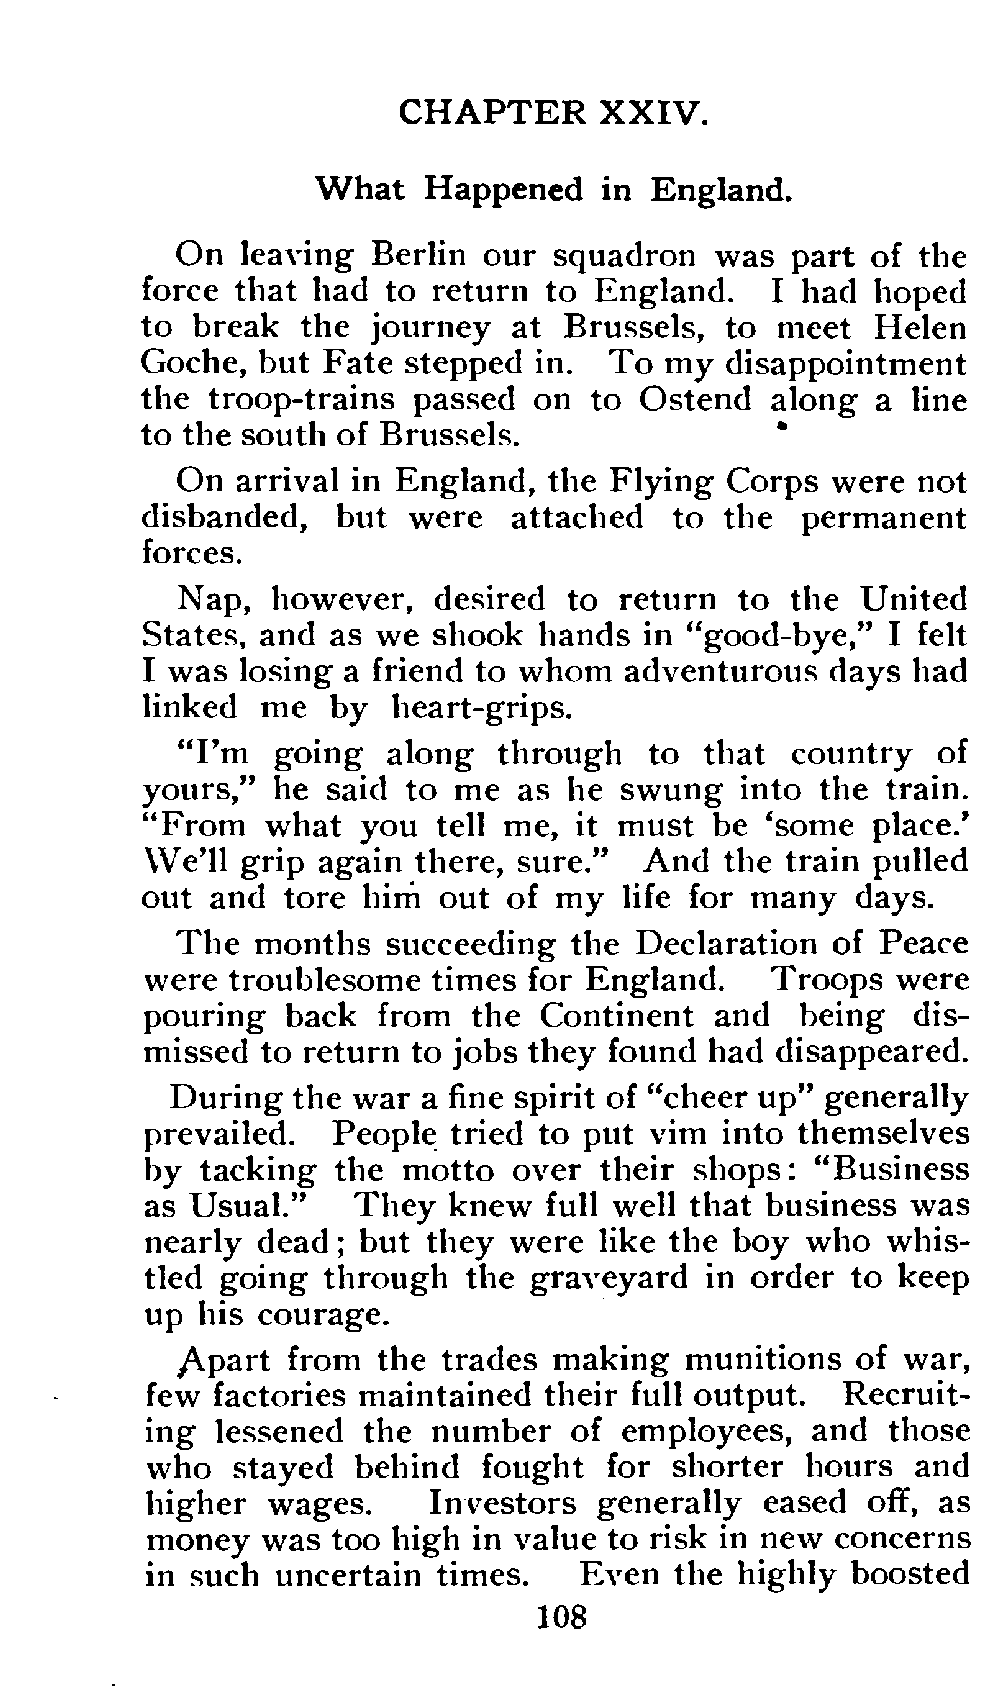 CHAPTER XXIV.
What Happened in England.
On leaving Berlin our squadron was part of the
force that had to return to England. I had hoped
to break the journey at Brussels, to meet Helen
Goche, but Fate stepped in. To my disappointment
the troop-trains passed on to Ostend along a line
to the south of Brussels.
On arrival in England, the Flying Corps were not
disbanded, but were attached to the permanent
forces.
Nap, however, desired to return to the United
States, and as we shook hands in “good-bye,” I felt
I was losing a friend to whom adventurous days had
linked me by heart-grips.
“I’m going along through to that country of
yours,” he said to me as he swung into the train.
“From what you tell me, it must be ‘some place.’
We’ll grip again there, sure.” And the train pulled
out and tore him out of my life for many days.
The months succeeding the Declaration of Peace
were troublesome times for England. Troops were
pouring back from the Continent and being dis-
missed to return to jobs they found had disappeared.
During the war a fine spirit of “cheer up” generally
prevailed. People tried to put vim into themselves
by tacking the motto over their shops: “Business
as Usual.” They knew full well that business was
nearly dead; but they were like the boy who whis-
tled going through the graveyard in order to keep
up his courage.
Apart from the trades making munitions of war,
few factories maintained their full output. Recruit-
ing lessened the number of employees, and those
who stayed behind fought for shorter hours and
higher wages. Investors generally eased off, as
money was too high in value to risk in new concerns
in such uncertain times. Even the highly boosted
108